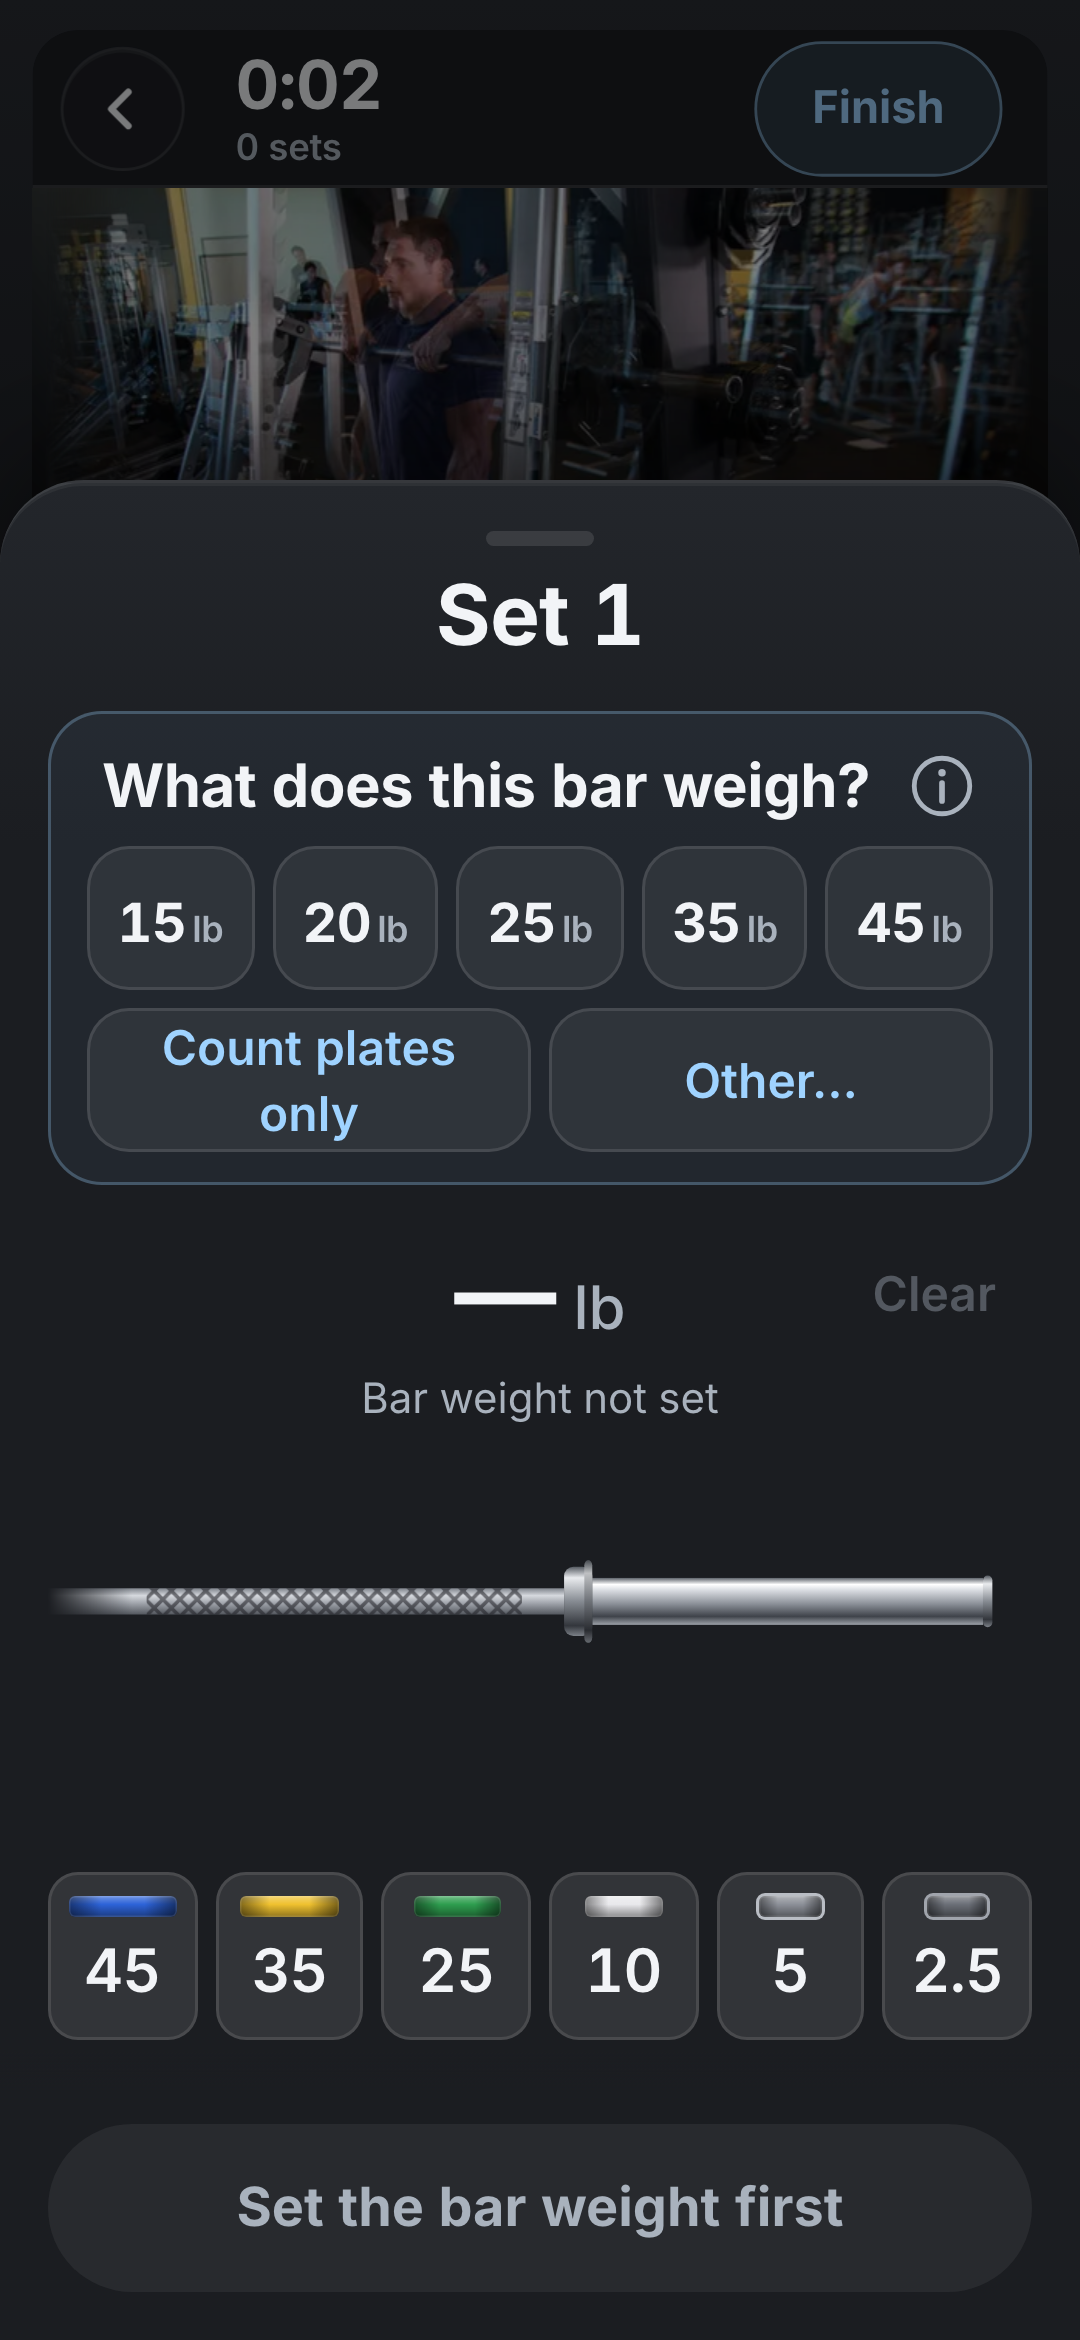 0:02
0 sets
Finish
Set 1
What does this bar weigh?
15 lb
20 lb
25 lb
35 lb
45 lb
Count plates
only
Other...
— lb
Clear
Bar weight not set
45
35
25
10
5
2.5
Set the bar weight first